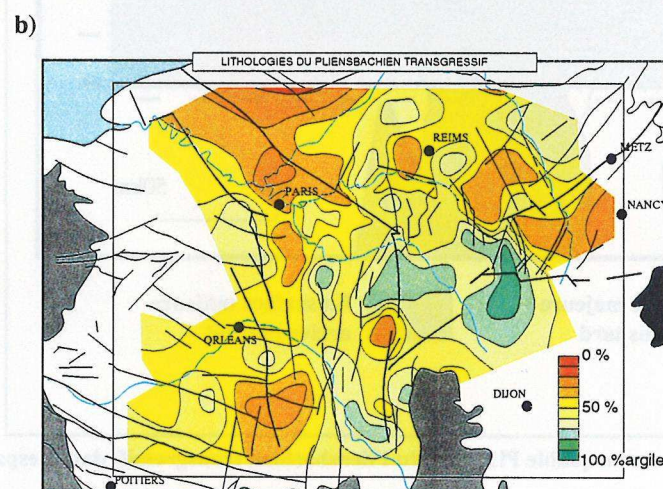 b)
LITHOLOGIES DU PLIENSBACHIEN TRANSGRESSIF
REIMS
METZ
PARIS
NANCY
ORLEANS
0 %
DIJON
50 %
100 %argile
POITIERS